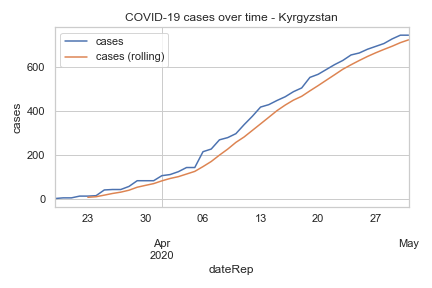 COVID-19 cases over time - Kyrgyzstan
cases
cases (rolling)
cases
600
400
200
0
23 30 06 13 20 27
Apr May
2020
dateRep